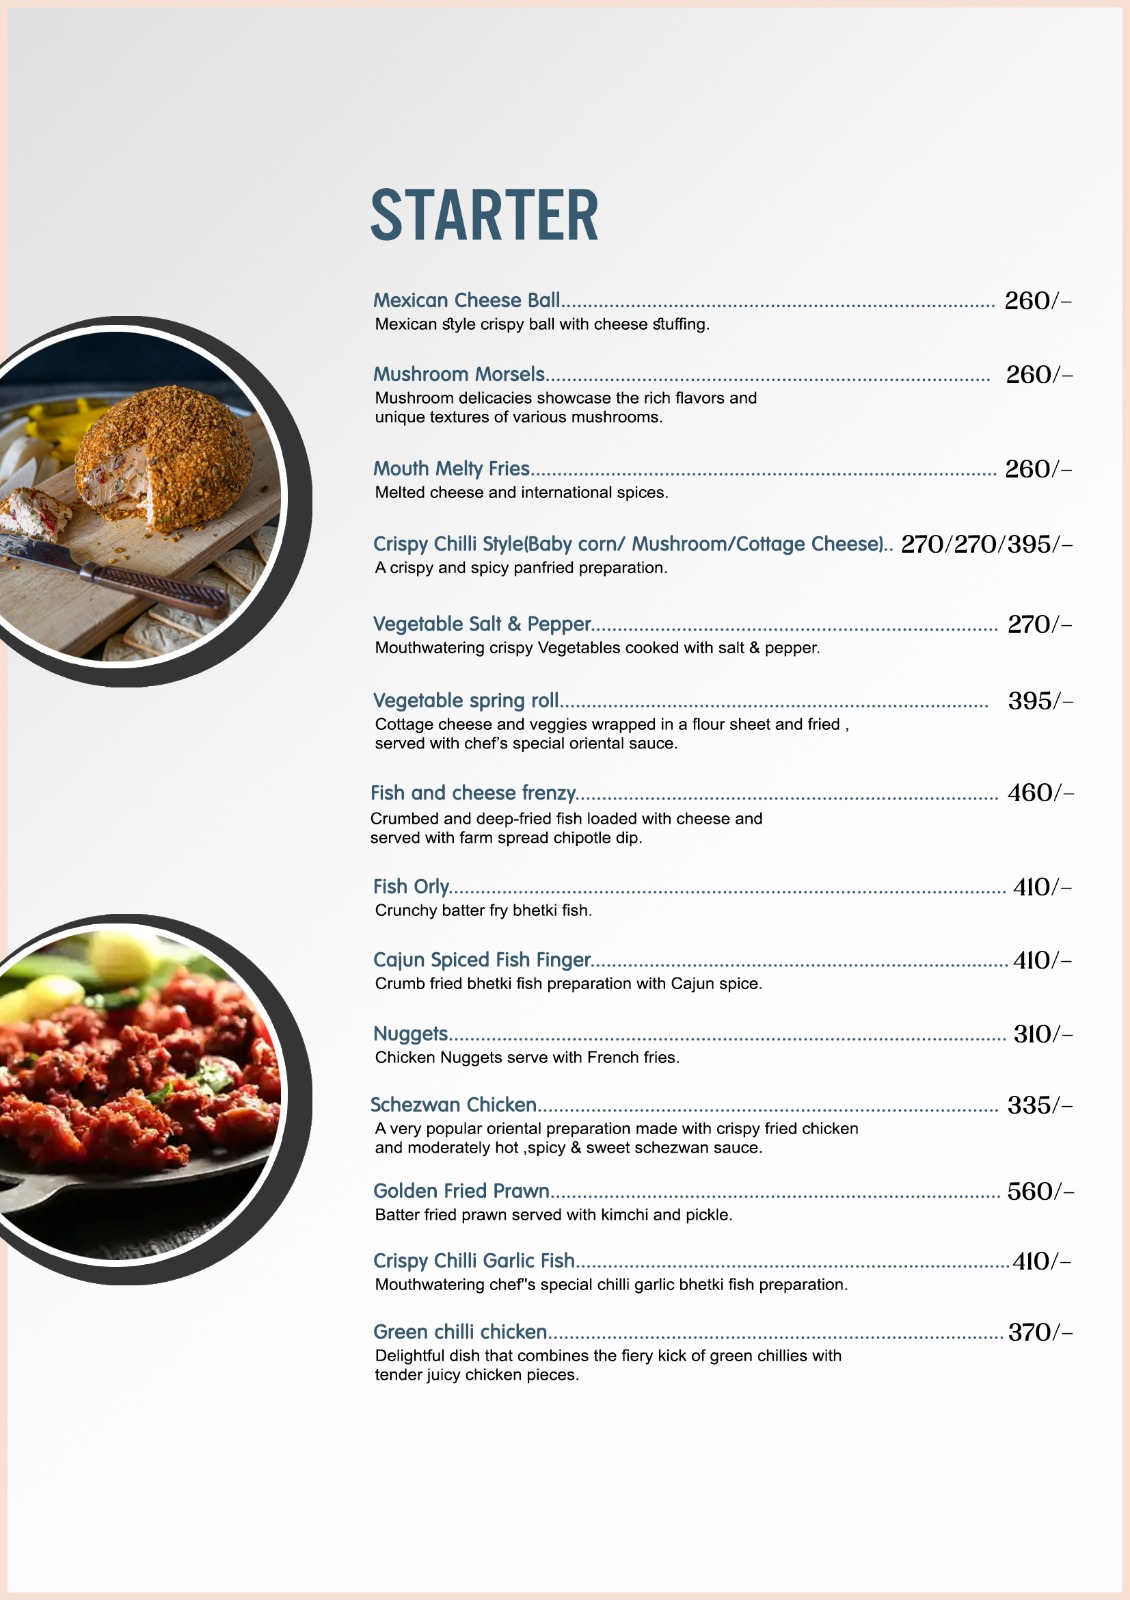 STARTER
Mexican Cheese Ball................................................................................. 260/–
Mexican style crispy ball with cheese stuffing.
Mushroom Morsels................................................................................... 260/–
Mushroom delicacies showcase the rich flavors and
unique textures of various mushrooms.
Mouth Melty Fries....................................................................................... 260/–
Melted cheese and international spices.
Crispy Chilli Style(Baby corn/ Mushroom/Cottage Cheese).. 270/270/395/–
A crispy and spicy panfried preparation.
Vegetable Salt & Pepper............................................................................ 270/–
Mouthwatering crispy Vegetables cooked with salt & pepper.
Vegetable spring roll................................................................................ 395/–
Cottage cheese and veggies wrapped in a flour sheet and fried ,
served with chef’s special oriental sauce.
Fish and cheese frenzy............................................................................... 460/–
Crumbed and deep-fried fish loaded with cheese and
served with farm spread chipotle dip.
Fish Orly........................................................................................................ 410/–
Crunchy batter fry bhetki fish.
Cajun Spiced Fish Finger.............................................................................. 410/–
Crumb fried bhetki fish preparation with Cajun spice.
Nuggets........................................................................................................ 310/–
Chicken Nuggets serve with French fries.
Schezwan Chicken...................................................................................... 335/–
A very popular oriental preparation made with crispy fried chicken
and moderately hot ,spicy & sweet schezwan sauce.
Golden Fried Prawn.................................................................................... 560/–
Batter fried prawn served with kimchi and pickle.
Crispy Chilli Garlic Fish.................................................................................410/–
Mouthwatering chef"s special chilli garlic bhetki fish preparation.
Green chilli chicken..................................................................................... 370/–
Delightful dish that combines the fiery kick of green chillies with
tender juicy chicken pieces.